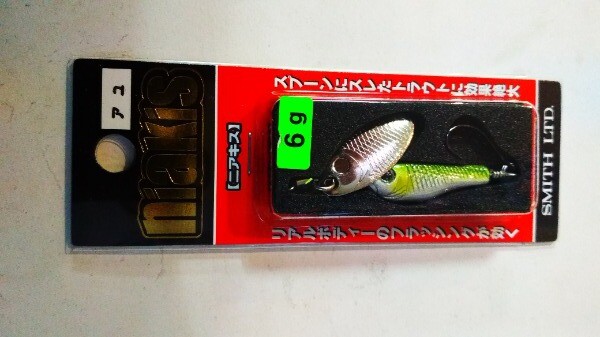 アユ
niakis
【ニアキス】
スプーンにスレたトラウトに効果絶大
6g
リアルボディーのフラッシングが効く
SMITH LTD.